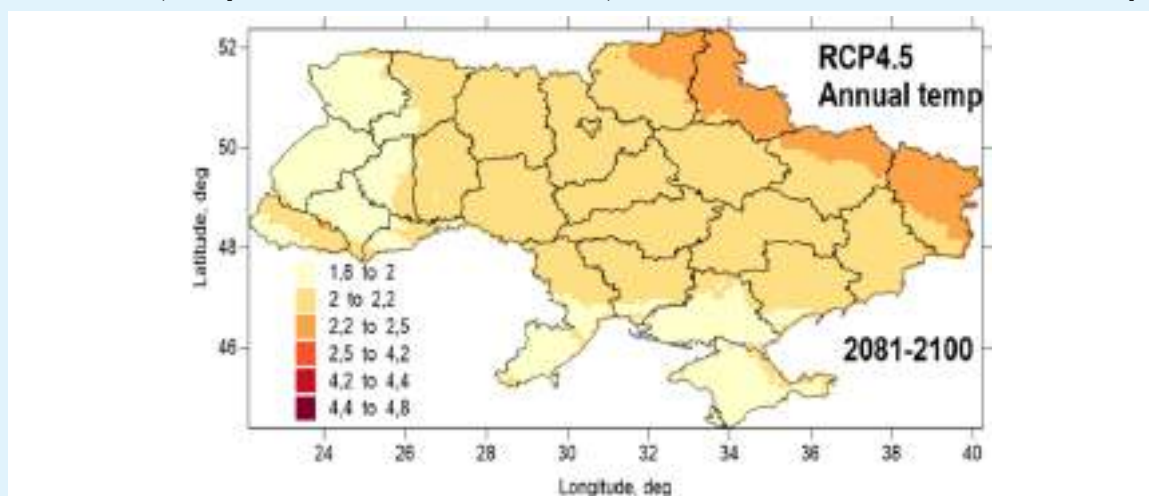 RCP4.5
Annual temp
52
50
48
46
Latitude, deg
1,8 to 2
2 to 2,2
2,2 to 2,5
2,5 to 4,2
4,2 to 4,4
4,4 to 4,8
2081-2100
24 26 28 30 32 34 36 38 40
Longitude, deg